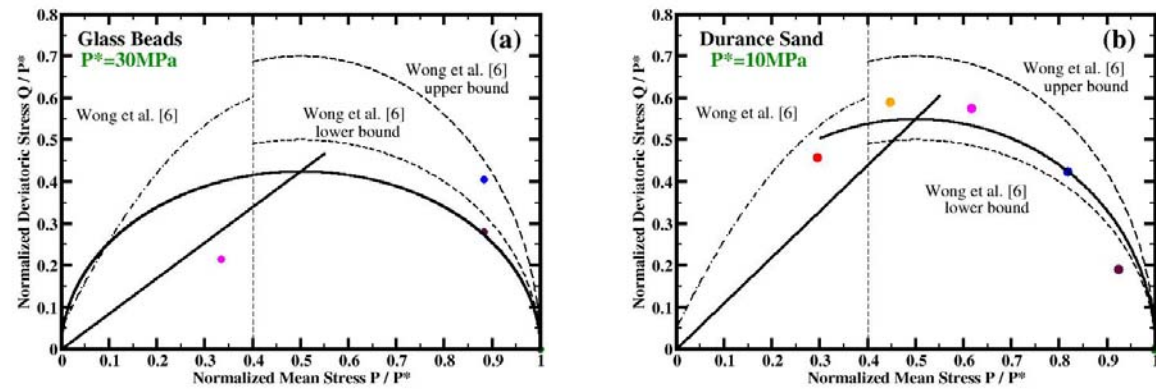 Glass Beads
P*=30MPa
(a)
Wong et al. [6]
upper bound
Wong et al. [6]
Wong et al. [6]
lower bound
Normalized Deviatoric Stress Q / P*
0.8
0.7
0.6
0.5
0.4
0.3
0.2
0.1
0
0 0.1 0.2 0.3 0.4 0.5 0.6 0.7 0.8 0.9 1
Normalized Mean Stress P / P*
Durance Sand
P*=10MPa
(b)
Wong et al. [6]
upper bound
Wong et al. [6]
Wong et al. [6]
lower bound
Normalized Deviatoric Stress Q / P*
0.8
0.7
0.6
0.5
0.4
0.3
0.2
0.1
0
0 0.1 0.2 0.3 0.4 0.5 0.6 0.7 0.8 0.9 1
Normalized Mean Stress P / P*